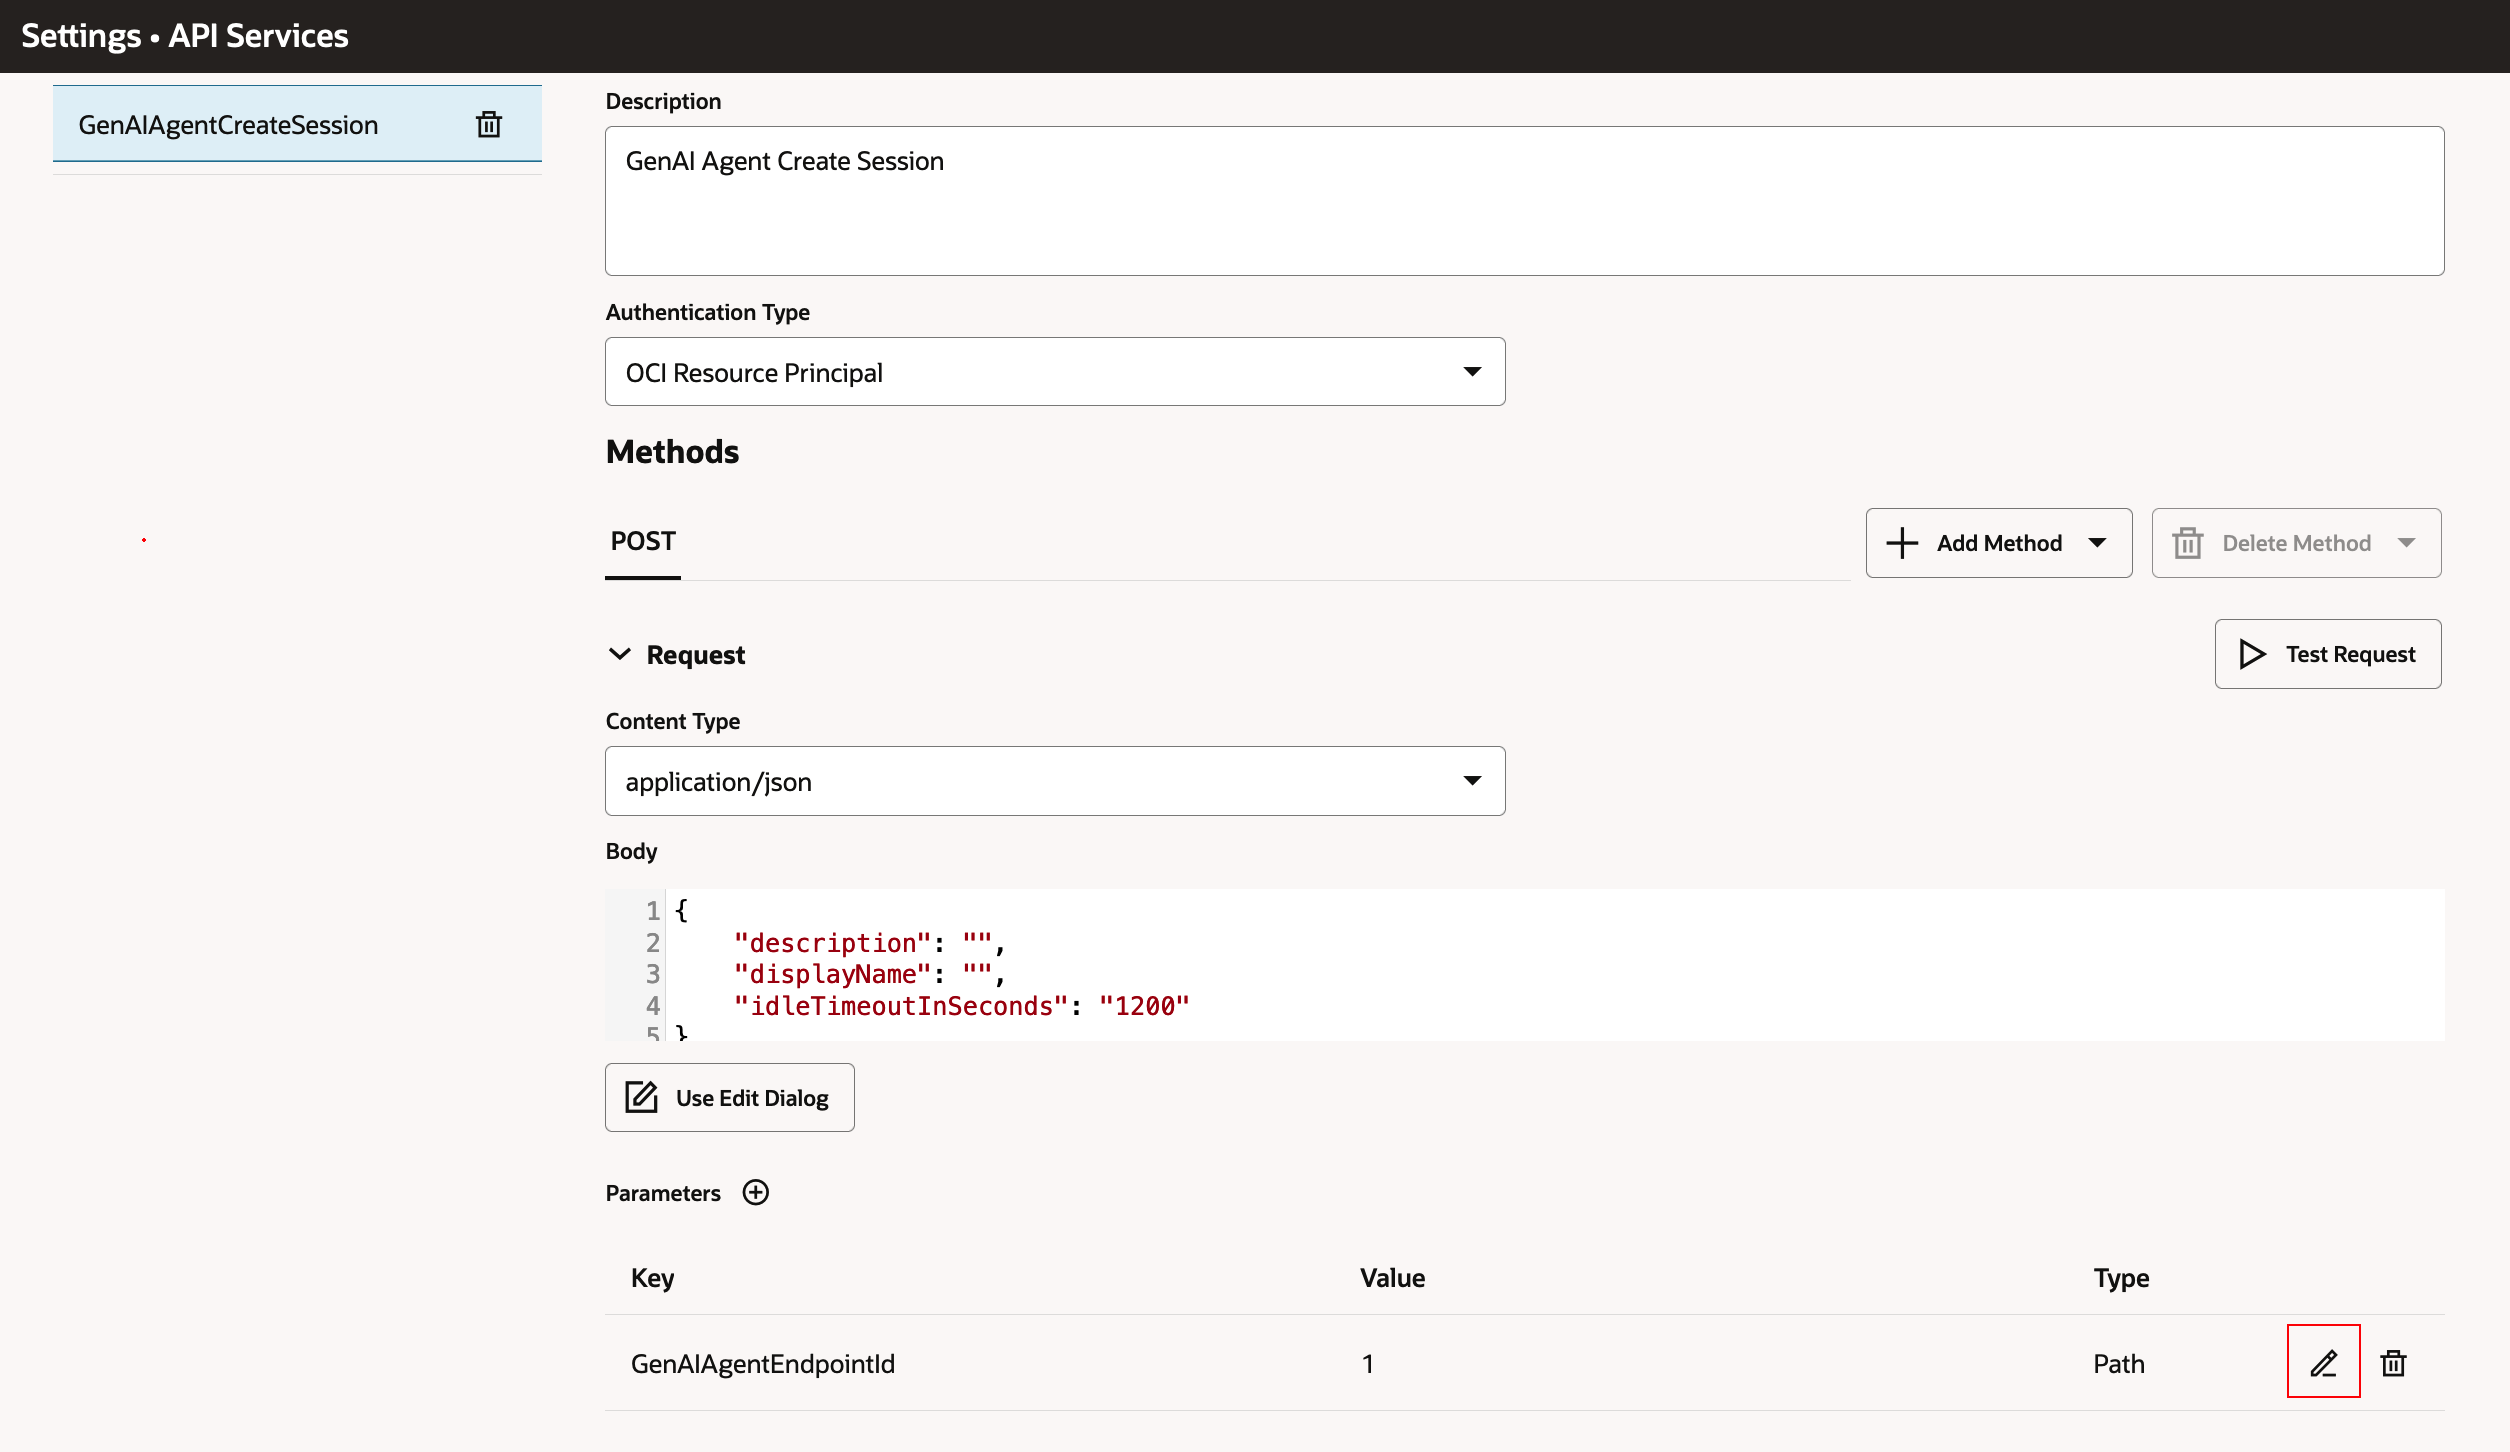 Settings • API Services
GenAIAgentCreateSession
Description
GenAI Agent Create Session
Authentication Type
OCI Resource Principal
Methods
POST
Add Method
Delete Method
Request
Test Request
Content Type
application/json
Body
1 {
2 "description": "",
3 "displayName": "",
4 "idleTimeoutInSeconds": "1200"
5 }
Use Edit Dialog
Parameters
Key Value Type
GenAIAgentEndpointId 1 Path